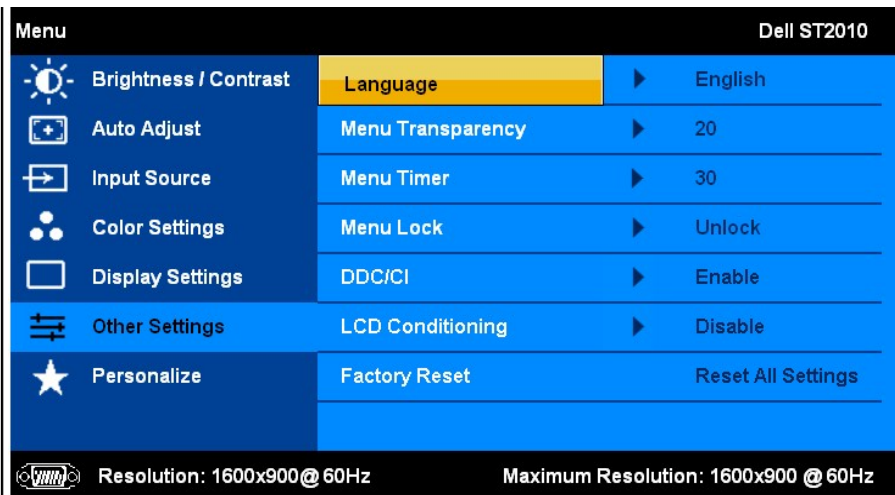 Menu Dell ST2010
Brightness / Contrast Language English
Auto Adjust Menu Transparency 20
Input Source Menu Timer 30
Color Settings Menu Lock Unlock
Display Settings DDC/CI Enable
Other Settings LCD Conditioning Disable
Personalize Factory Reset Reset All Settings
Resolution: 1600x900@60Hz Maximum Resolution: 1600x900 @60Hz